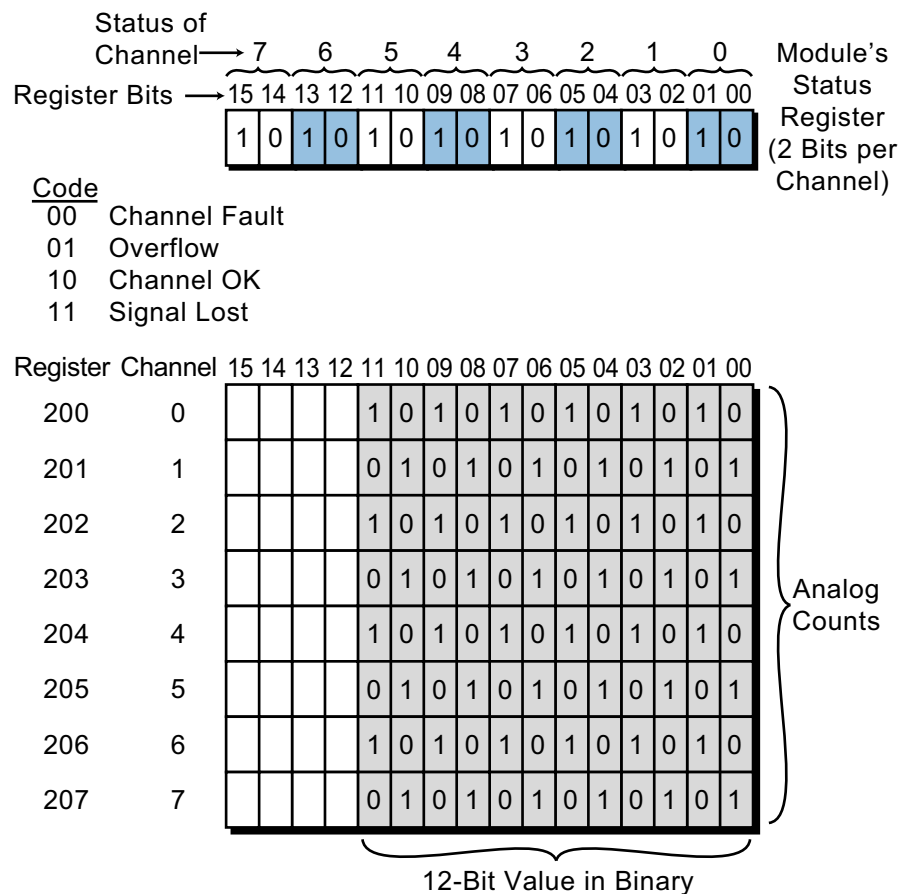 Status of
Channel 7 6 5 4 3 2 1 0
Module's
Status
Register
(2 Bits per
Channel)
Register Bits 15 14 13 12 11 10 09 08 07 06 05 04 03 02 01 00
1 0 1 0 1 0 1 0 1 0 1 0 1 0 1 0
Code
00 Channel Fault
01 Overflow
10 Channel OK
11 Signal Lost
Register Channel 15 14 13 12 11 10 09 08 07 06 05 04 03 02 01 00
200 0 1 0 1 0 1 0 1 0 1 0 1 0
201 1 0 1 0 1 0 1 0 1 0 1 0 1
202 2 1 0 1 0 1 0 1 0 1 0 1 0
203 3 0 1 0 1 0 1 0 1 0 1 0 1
204 4 1 0 1 0 1 0 1 0 1 0 1 0
205 5 0 1 0 1 0 1 0 1 0 1 0 1
206 6 1 0 1 0 1 0 1 0 1 0 1 0
207 7 0 1 0 1 0 1 0 1 0 1 0 1
Analog
Counts
12-Bit Value in Binary